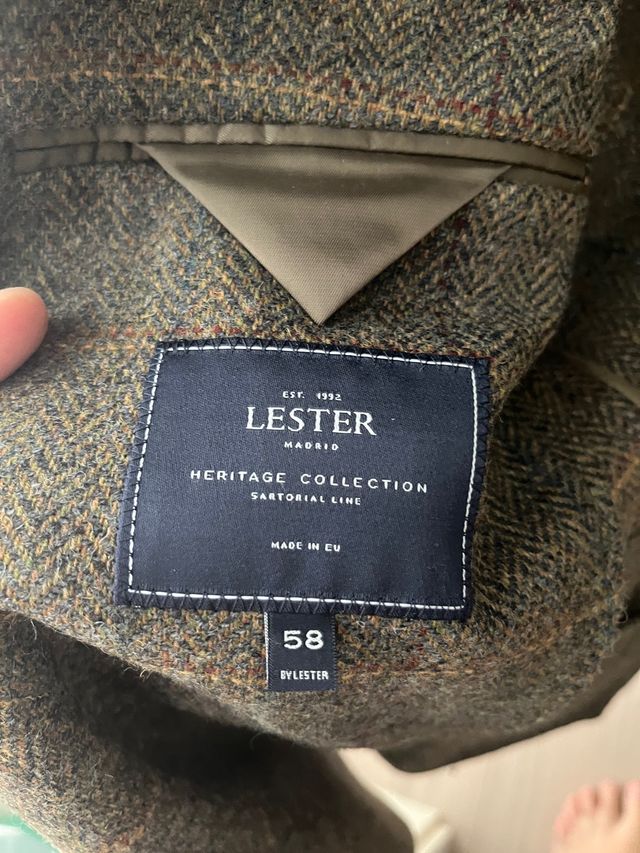 EST. 1992
LESTER
MADRID
HERITAGE COLLECTION
SARTORIAL LINE
MADE IN EU
58
BYLESTER